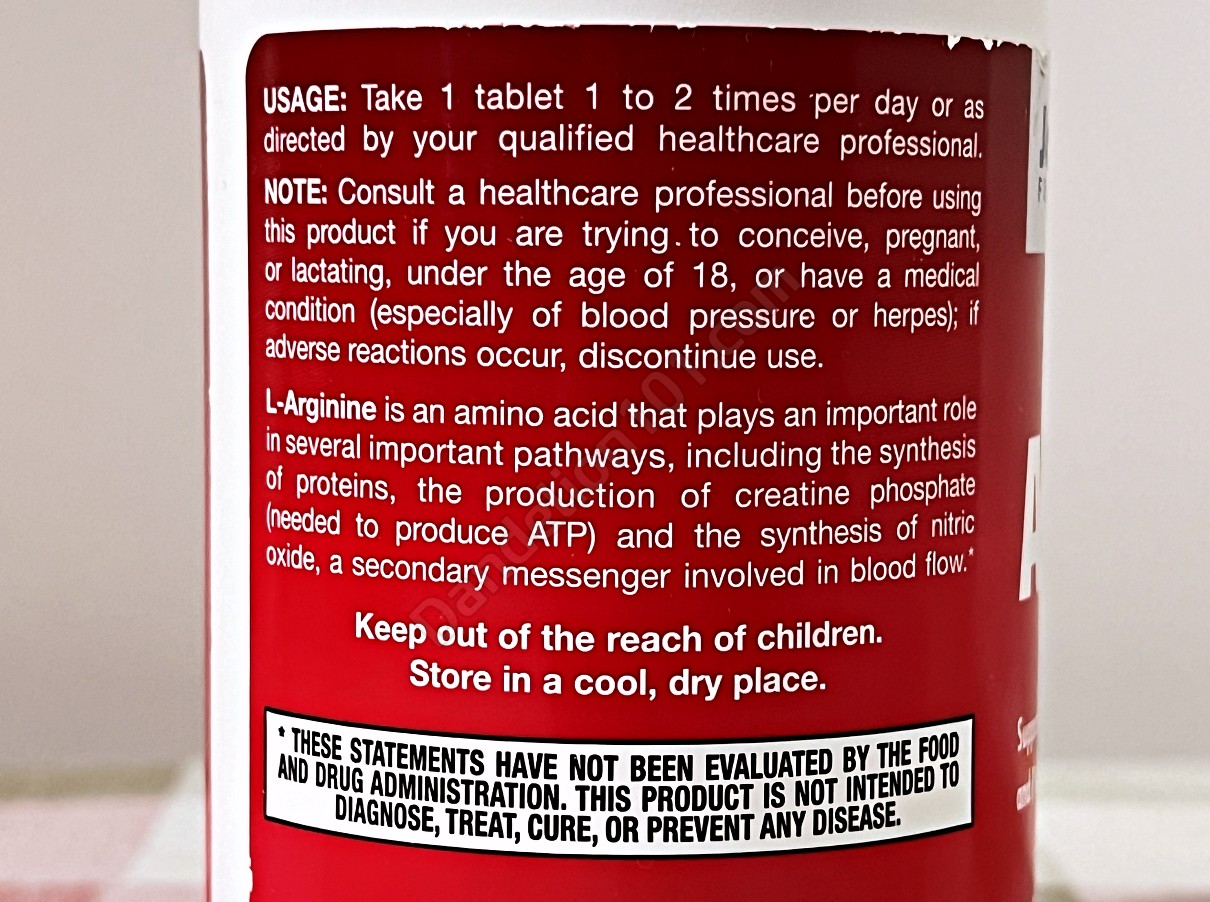 USAGE: Take 1 tablet 1 to 2 times per day or as
directed by your qualified healthcare professional.
NOTE: Consult a healthcare professional before using
this product if you are trying to conceive, pregnant,
or lactating, under the age of 18, or have a medical
condition (especially of blood pressure or herpes); if
adverse reactions occur, discontinue use.
L-Arginine is an amino acid that plays an important role
in several important pathways, including the synthesis
of proteins, the production of creatine phosphate
(needed to produce ATP) and the synthesis of nitric
oxide, a secondary messenger involved in blood flow.*
Keep out of the reach of children.
Store in a cool, dry place.
* THESE STATEMENTS HAVE NOT BEEN EVALUATED BY THE FOOD
AND DRUG ADMINISTRATION. THIS PRODUCT IS NOT INTENDED TO
DIAGNOSE, TREAT, CURE, OR PREVENT ANY DISEASE.